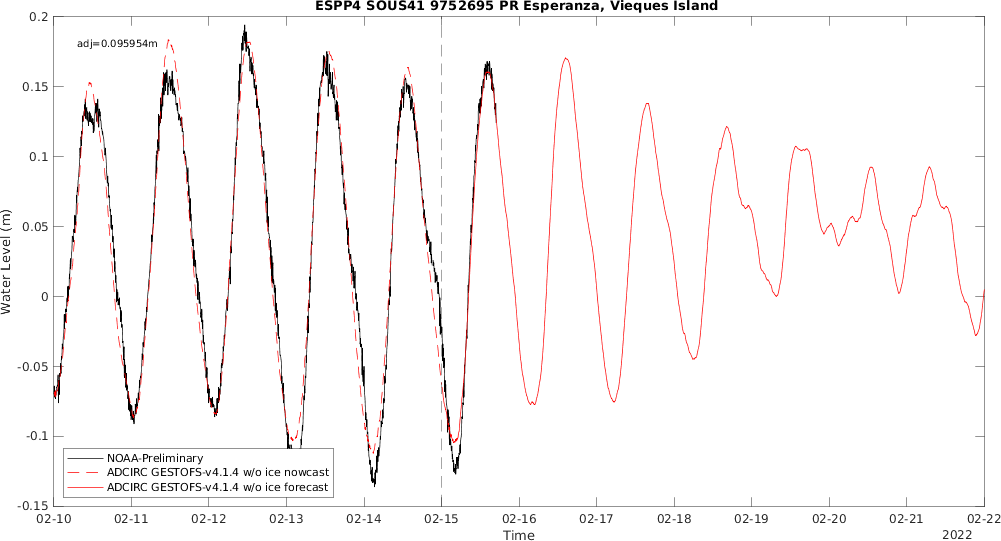 ESPP4 SOUS41 9752695 PR Esperanza, Vieques Island
adj=0.095954m
0.2
0.15
0.1
0.05
0
-0.05
-0.1
-0.15
Water Level (m)
NOAA-Preliminary
ADCIRC GESTOFS-v4.1.4 w/o ice nowcast
ADCIRC GESTOFS-v4.1.4 w/o ice forecast
02-10 02-11 02-12 02-13 02-14 02-15 02-16 02-17 02-18 02-19 02-20 02-21 02-22
Time
2022